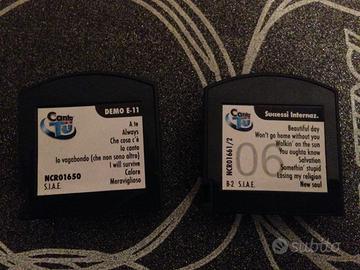 Canta Tu
DEMO E-11
A te
Always
Che cosa c'è
Io canto
Io vagabondo (che non sono altro)
I will survive
Calore
Meraviglioso
NCR01650
S.I.A.E.
Canta Tu
Successi Internaz.
06
Beautiful day
Won't go home without you
Walkin' on the sun
You oughta know
Salvation
Somethin' stupid
Losing my religion
New soul
NCR01661/2
B-2 S.I.A.E.
subito